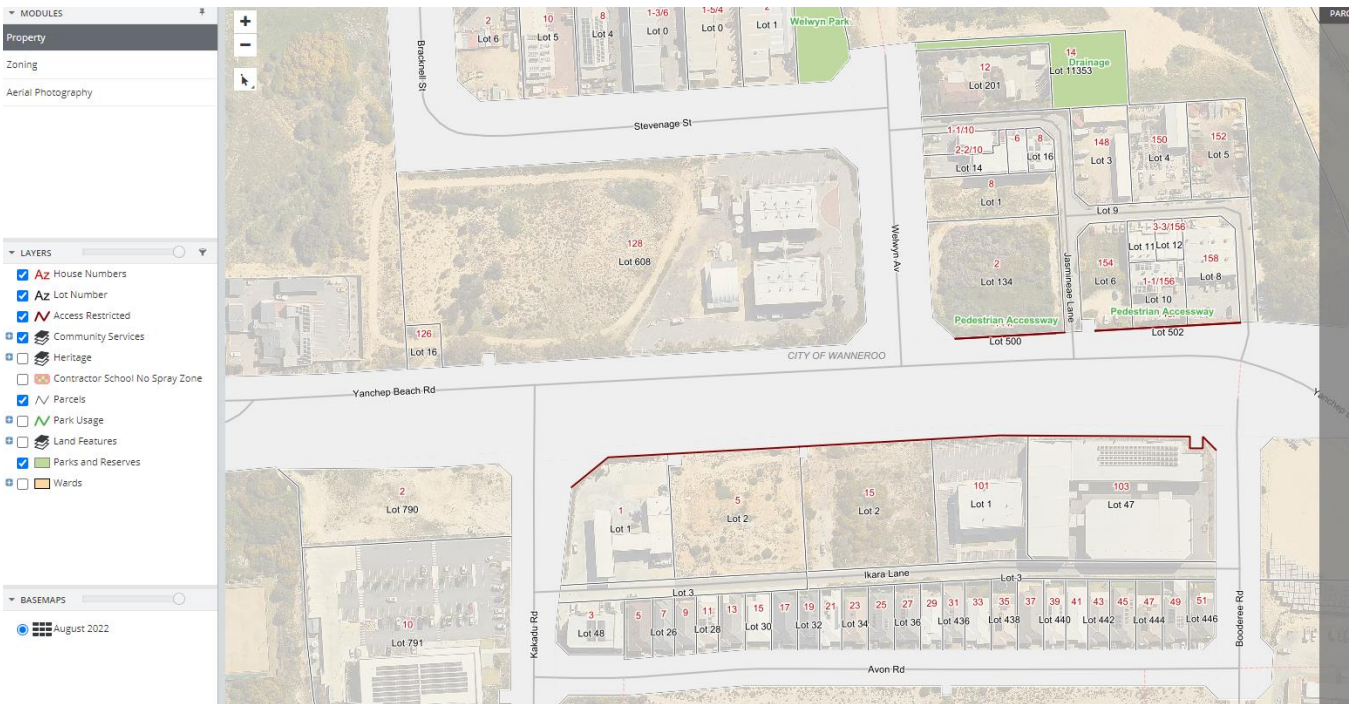 MODULES
Property
Zoning
Aerial Photography
LAYERS
Az House Numbers
Az Lot Number
Access Restricted
Community Services
Heritage
Contractor School No Spray Zone
Parcels
Park Usage
Land Features
Parks and Reserves
Wards
BASEMAPS
August 2022
+
−
PARC
2
Lot 6
10
Lot 5
8
Lot 4
1-3/6
Lot 0
1-5/4
Lot 0
2
Lot 1
Welwyn Park
Bracknell St
Stevenage St
14
Drainage
Lot 11353
12
Lot 201
1-1/10
2-2/10
Lot 14
6
8
Lot 16
148
Lot 3
150
Lot 4
152
Lot 5
8
Lot 1
Lot 9
128
Lot 608
Welwyn Av
2
Lot 134
Jasmineae Lane
154
Lot 6
3-3/156
Lot 11
Lot 12
158
Lot 8
1-1/156
Lot 10
Pedestrian Accessway
Lot 500
Pedestrian Accessway
Lot 502
126
Lot 16
CITY OF WANNEROO
Yanchep Beach Rd
Yanchep
2
Lot 790
1
Lot 1
5
Lot 2
15
Lot 2
101
Lot 1
103
Lot 47
Ikara Lane
Lot 3
Lot 3
10
Lot 791
Kakadu Rd
3
Lot 48
5
7
Lot 26
9
11
Lot 28
13
15
Lot 30
17
19
Lot 32
21
23
Lot 34
25
27
Lot 36
29
31
Lot 436
33
35
Lot 438
37
39
Lot 440
41
43
Lot 442
45
47
Lot 444
49
51
Lot 446
Booderee Rd
Avon Rd